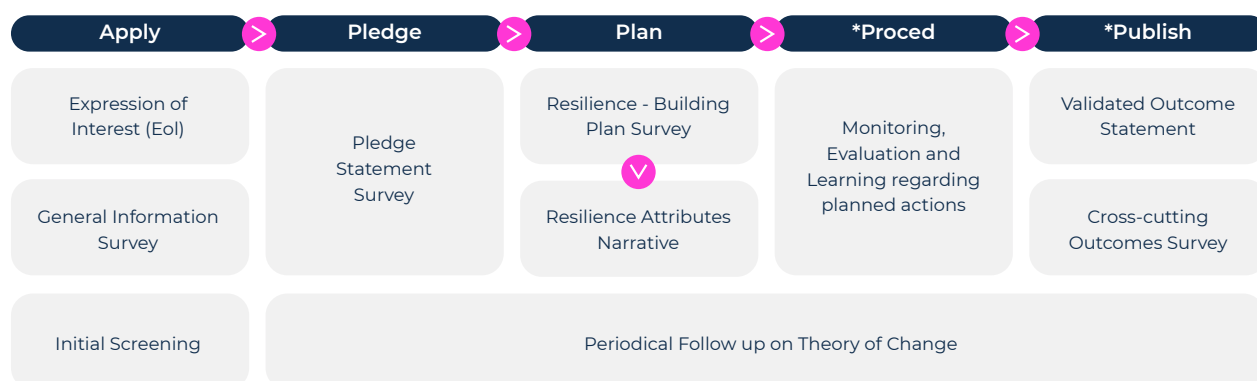 Apply
Pledge
Plan
*Proced
*Publish
Expression of
Interest (EoI)
General Information
Survey
Initial Screening
Pledge
Statement
Survey
Resilience - Building
Plan Survey
Resilience Attributes
Narrative
Monitoring,
Evaluation and
Learning regarding
planned actions
Validated Outcome
Statement
Cross-cutting
Outcomes Survey
Periodical Follow up on Theory of Change